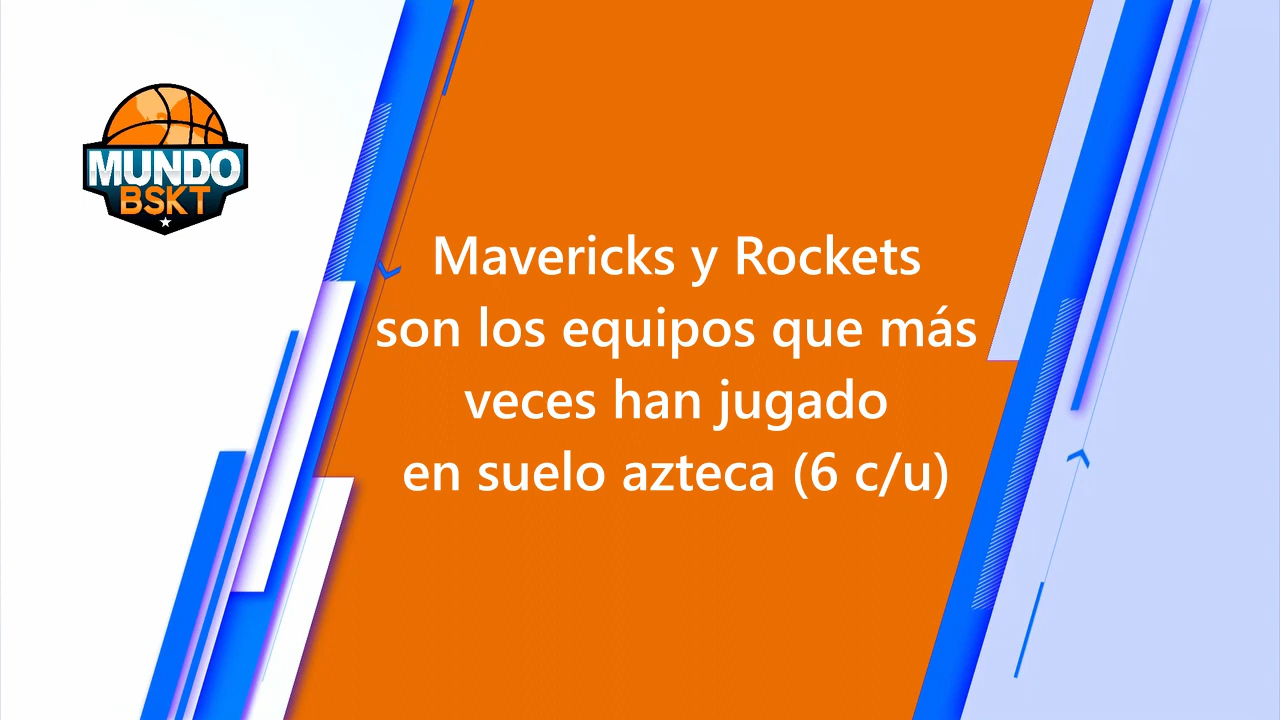 MUNDO
BSKT
Mavericks y Rockets
son los equipos que más
veces han jugado
en suelo azteca (6 c/u)